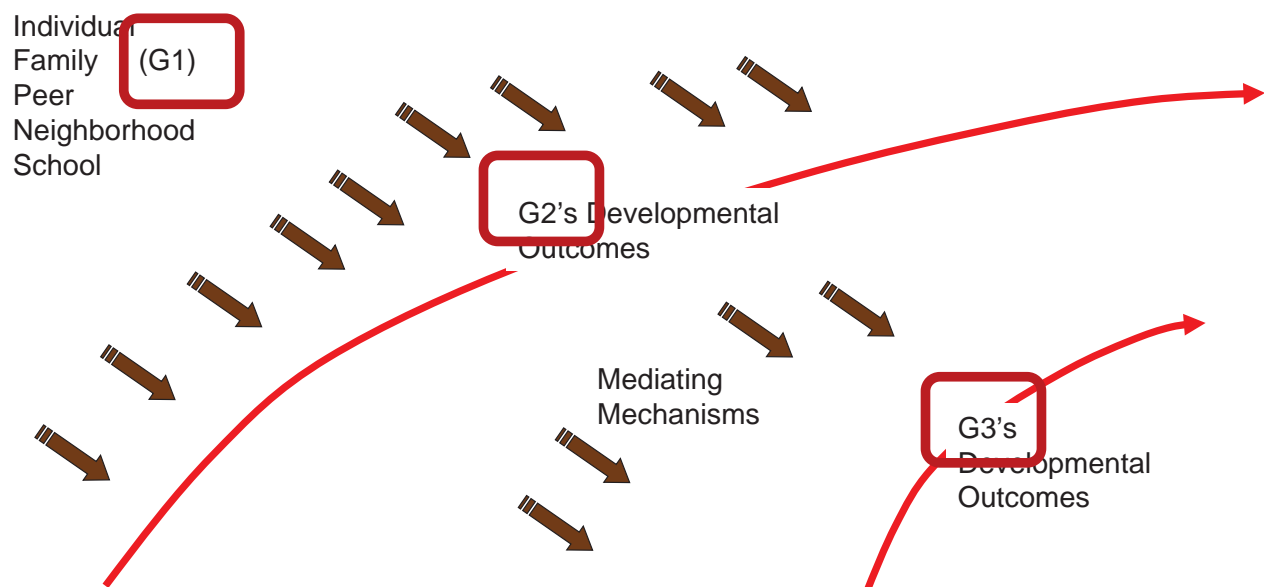 Individual
Family (G1)
Peer
Neighborhood
School
G2’s Developmental
Outcomes
Mediating
Mechanisms
G3’s
Developmental
Outcomes